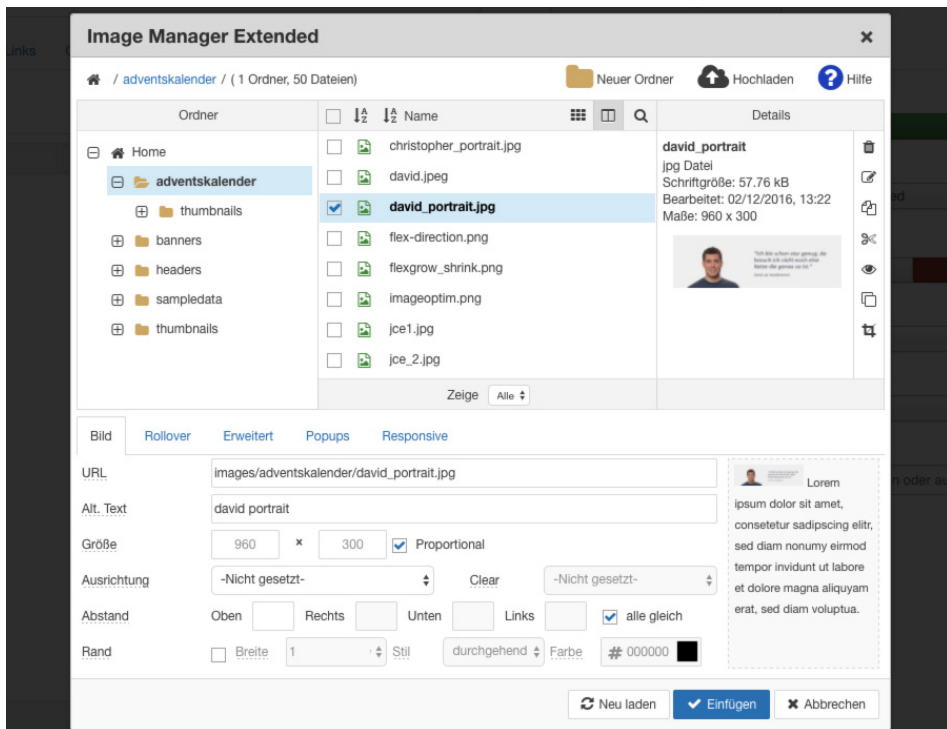 Image Manager Extended
/ adventskalender / ( 1 Ordner, 50 Dateien)
Neuer Ordner
Hochladen
? Hilfe
Ordner
Name
Details
Home
adventskalender
thumbnails
banners
headers
sampledata
thumbnails
christopher_portrait.jpg
david.jpeg
david_portrait.jpg
flex-direction.png
flexgrow_shrink.png
imageoptim.png
jce1.jpg
jce_2.jpg
Zeige Alle
david_portrait
jpg Datei
Schriftgröße: 57.76 kB
Bearbeitet: 02/12/2016, 13:22
Maße: 960 x 300
Bild Rollover Erweitert Popups Responsive
URL images/adventskalender/david_portrait.jpg
Alt. Text david portrait
Größe 960 x 300 Proportional
Ausrichtung -Nicht gesetzt- Clear -Nicht gesetzt-
Abstand Oben Rechts Unten Links alle gleich
Rand Breite 1 Stil durchgehend Farbe # 000000
Lorem
ipsum dolor sit amet,
consetetur sadipscing elitr,
sed diam nonumy eirmod
tempor invidunt ut labore
et dolore magna aliquyam
erat, sed diam voluptua.
Neu laden Einfügen Abbrechen
Links
n oder au